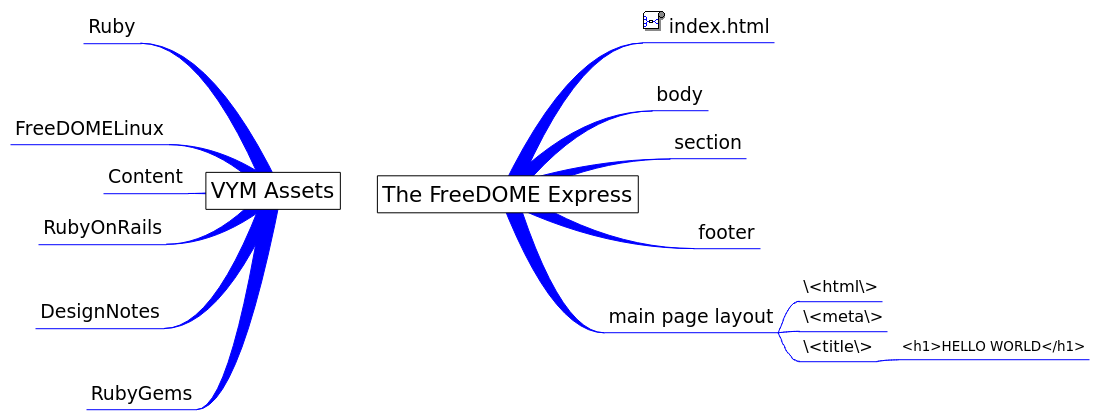 Ruby
FreeDOMELinux
Content
VYM Assets
RubyOnRails
DesignNotes
RubyGems
index.html
body
section
The FreeDOME Express
footer
main page layout
\<html\>
\<meta\>
\<title\>
<h1>HELLO WORLD</h1>